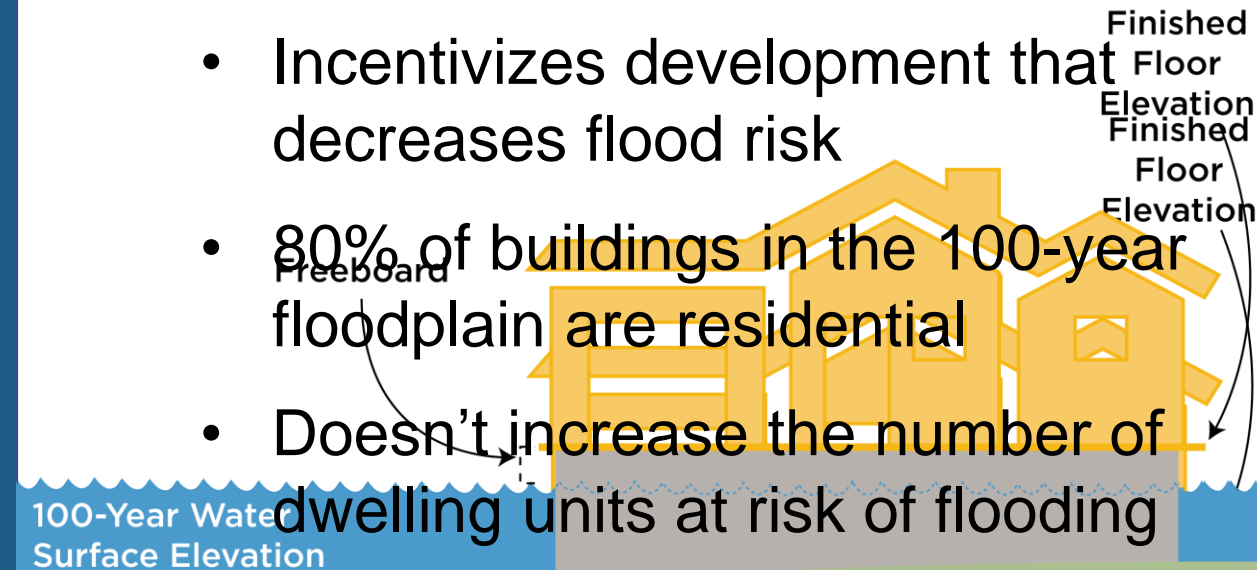 • Incentivizes development that
decreases flood risk
• 80% of buildings in the 100-year
floodplain are residential
• Doesn't increase the number of
dwelling units at risk of flooding
Finished
Floor
Elevation
Finished
Floor
Elevation
Freeboard
100-Year Water
Surface Elevation